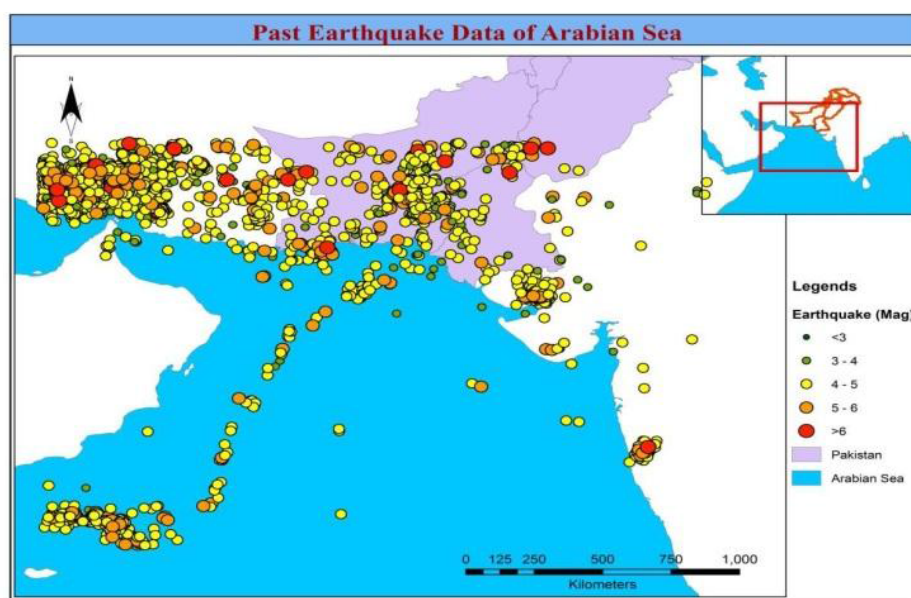 Past Earthquake Data of Arabian Sea
N
S
Legends
Earthquake (Mag)
<3
3 - 4
4 - 5
5 - 6
>6
Pakistan
Arabian Sea
0 125 250 500 750 1,000
Kilometers